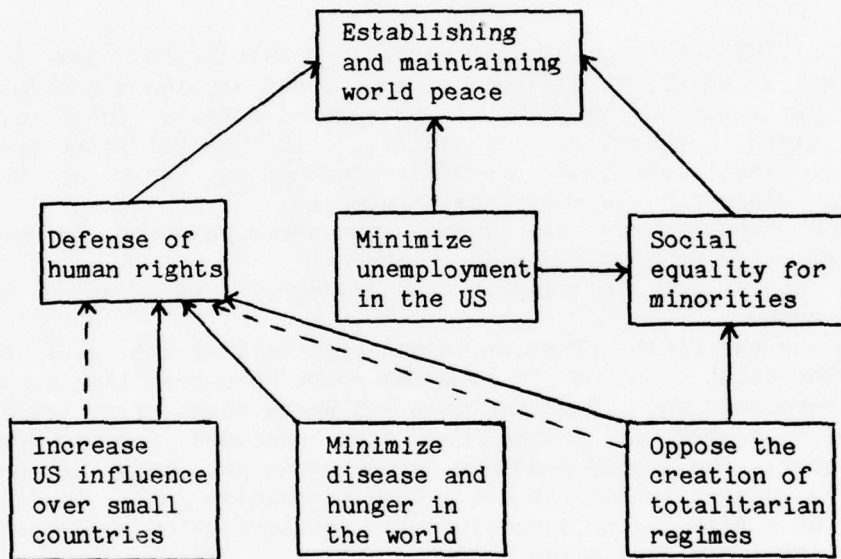 Establishing
and maintaining
world peace
Defense of
human rights
Minimize
unemployment
in the US
Social
equality for
minorities
Increase
US influence
over small
countries
Minimize
disease and
hunger in
the world
Oppose the
creation of
totalitarian
regimes